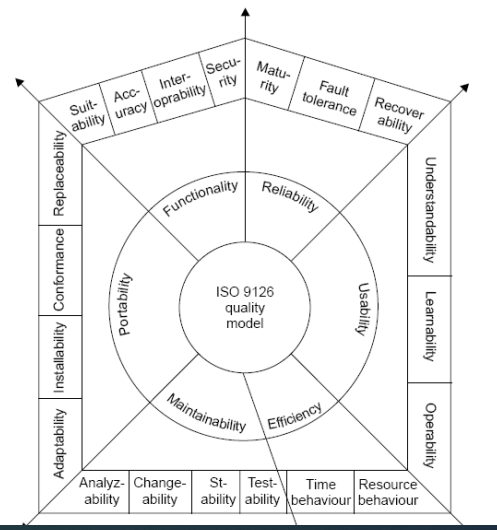 Suit-
ability
Acc-
uracy
Inter-
oprability
Secu-
rity
Matu-
rity
Fault
tolerance
Recover
ability
Replaceability
Conformance
Installability
Adaptability
Functionality
Reliability
Portability
Usability
ISO 9126
quality
model
Maintainability
Efficiency
Understandability
Learnability
Operability
Analyz-
ability
Change-
ability
St-
ability
Test-
ability
Time
behaviour
Resource
behaviour